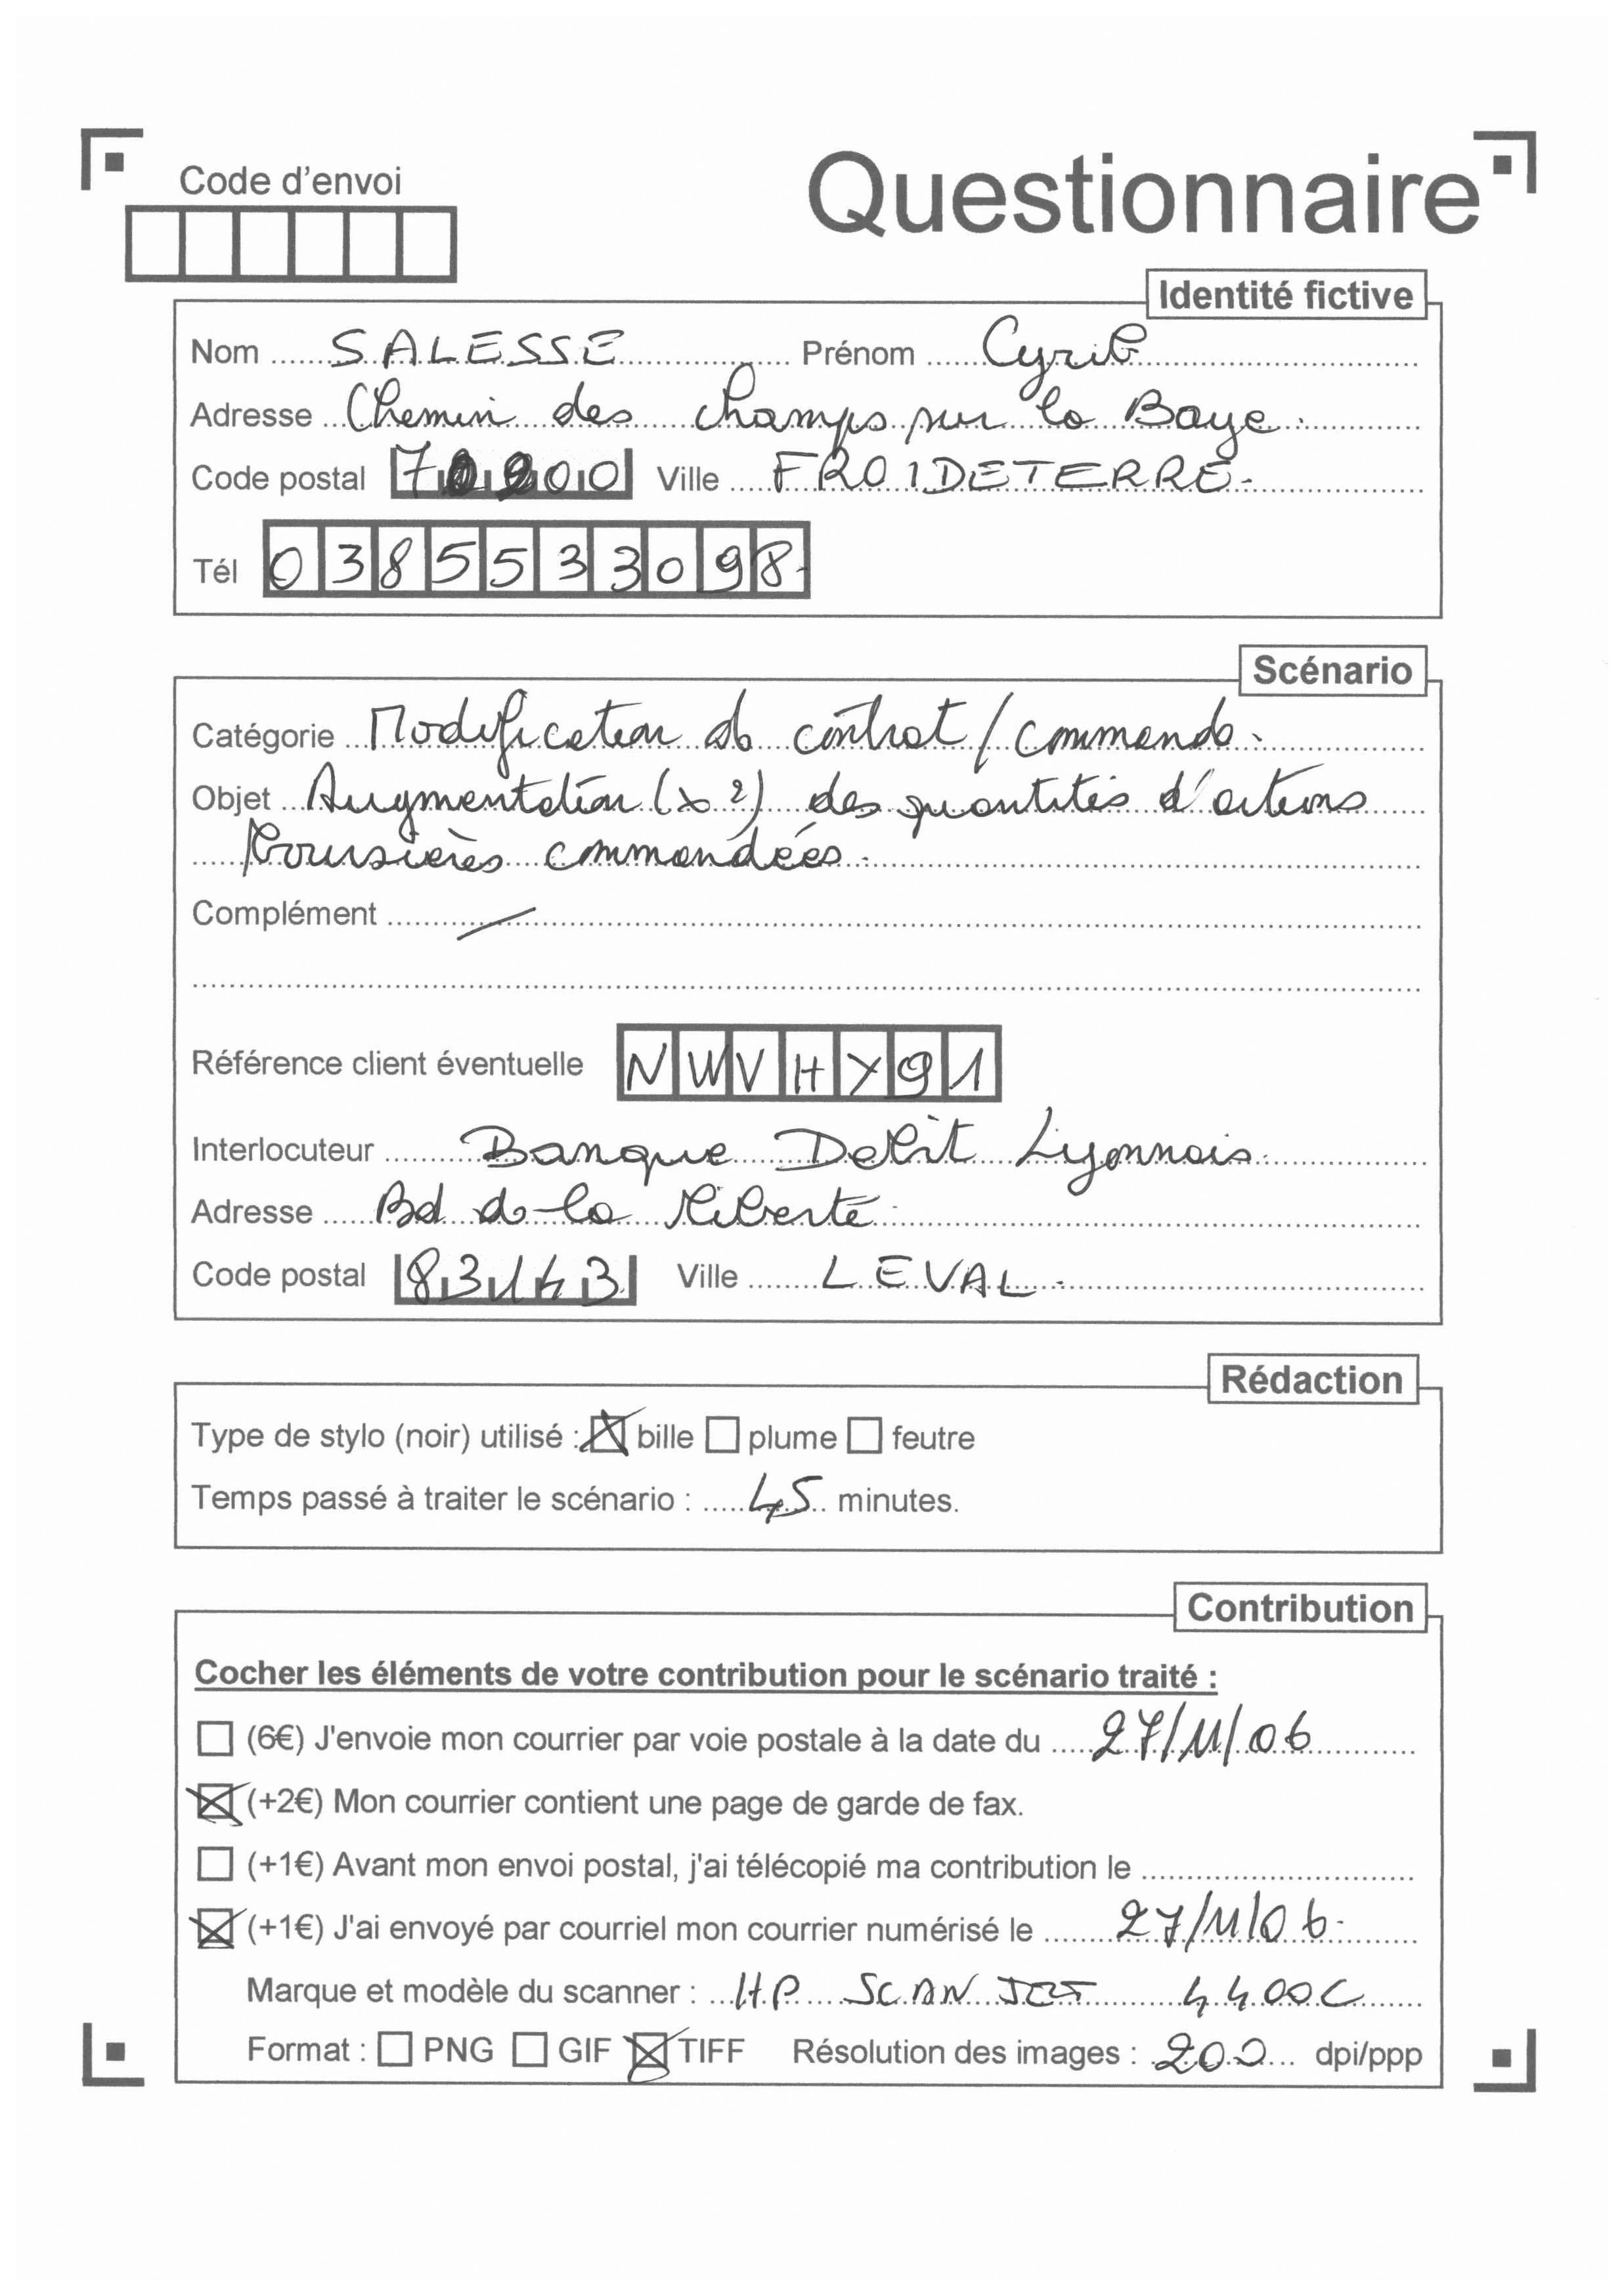 Code d'envoi
Questionnaire
Identité fictive
Nom SALESSE Prénom Cyril
Adresse Chemin des champs sur la Baye.
Code postal 70200 Ville FROIDETERRE.
Tél 0385533098
Scénario
Catégorie Modification de contrat / commande.
Objet Augmentation (x 2) des quantités d'actions
boursières commandées.
Complément /
Référence client éventuelle NWVHY91
Interlocuteur Banque Debit Lyonnais.
Adresse Bd de la Liberté.
Code postal 83143 Ville LEVAL.
Rédaction
Type de stylo (noir) utilisé : bille plume feutre
Temps passé à traiter le scénario : 45 minutes.
Contribution
Cocher les éléments de votre contribution pour le scénario traité :
(6€) J'envoie mon courrier par voie postale à la date du 27/11/06
(+2€) Mon courrier contient une page de garde de fax.
(+1€) Avant mon envoi postal, j'ai télécopié ma contribution le
(+1€) J'ai envoyé par courriel mon courrier numérisé le 27/11/06.
Marque et modèle du scanner : HP SCAN JET 4400C
Format : PNG GIF TIFF Résolution des images : 200 dpi/ppp